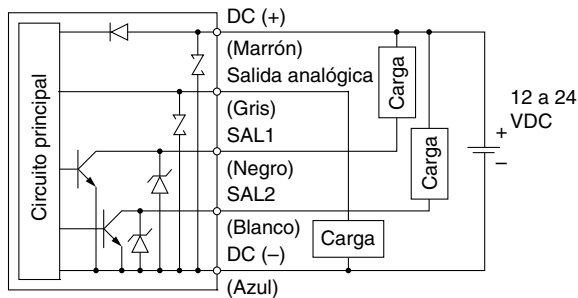 DC (+)
(Marrón)
Salida analógica
(Gris)
SAL1
(Negro)
SAL2
(Blanco)
DC (–)
(Azul)
Circuito principal
Carga
Carga
Carga
12 a 24
VDC
+
–